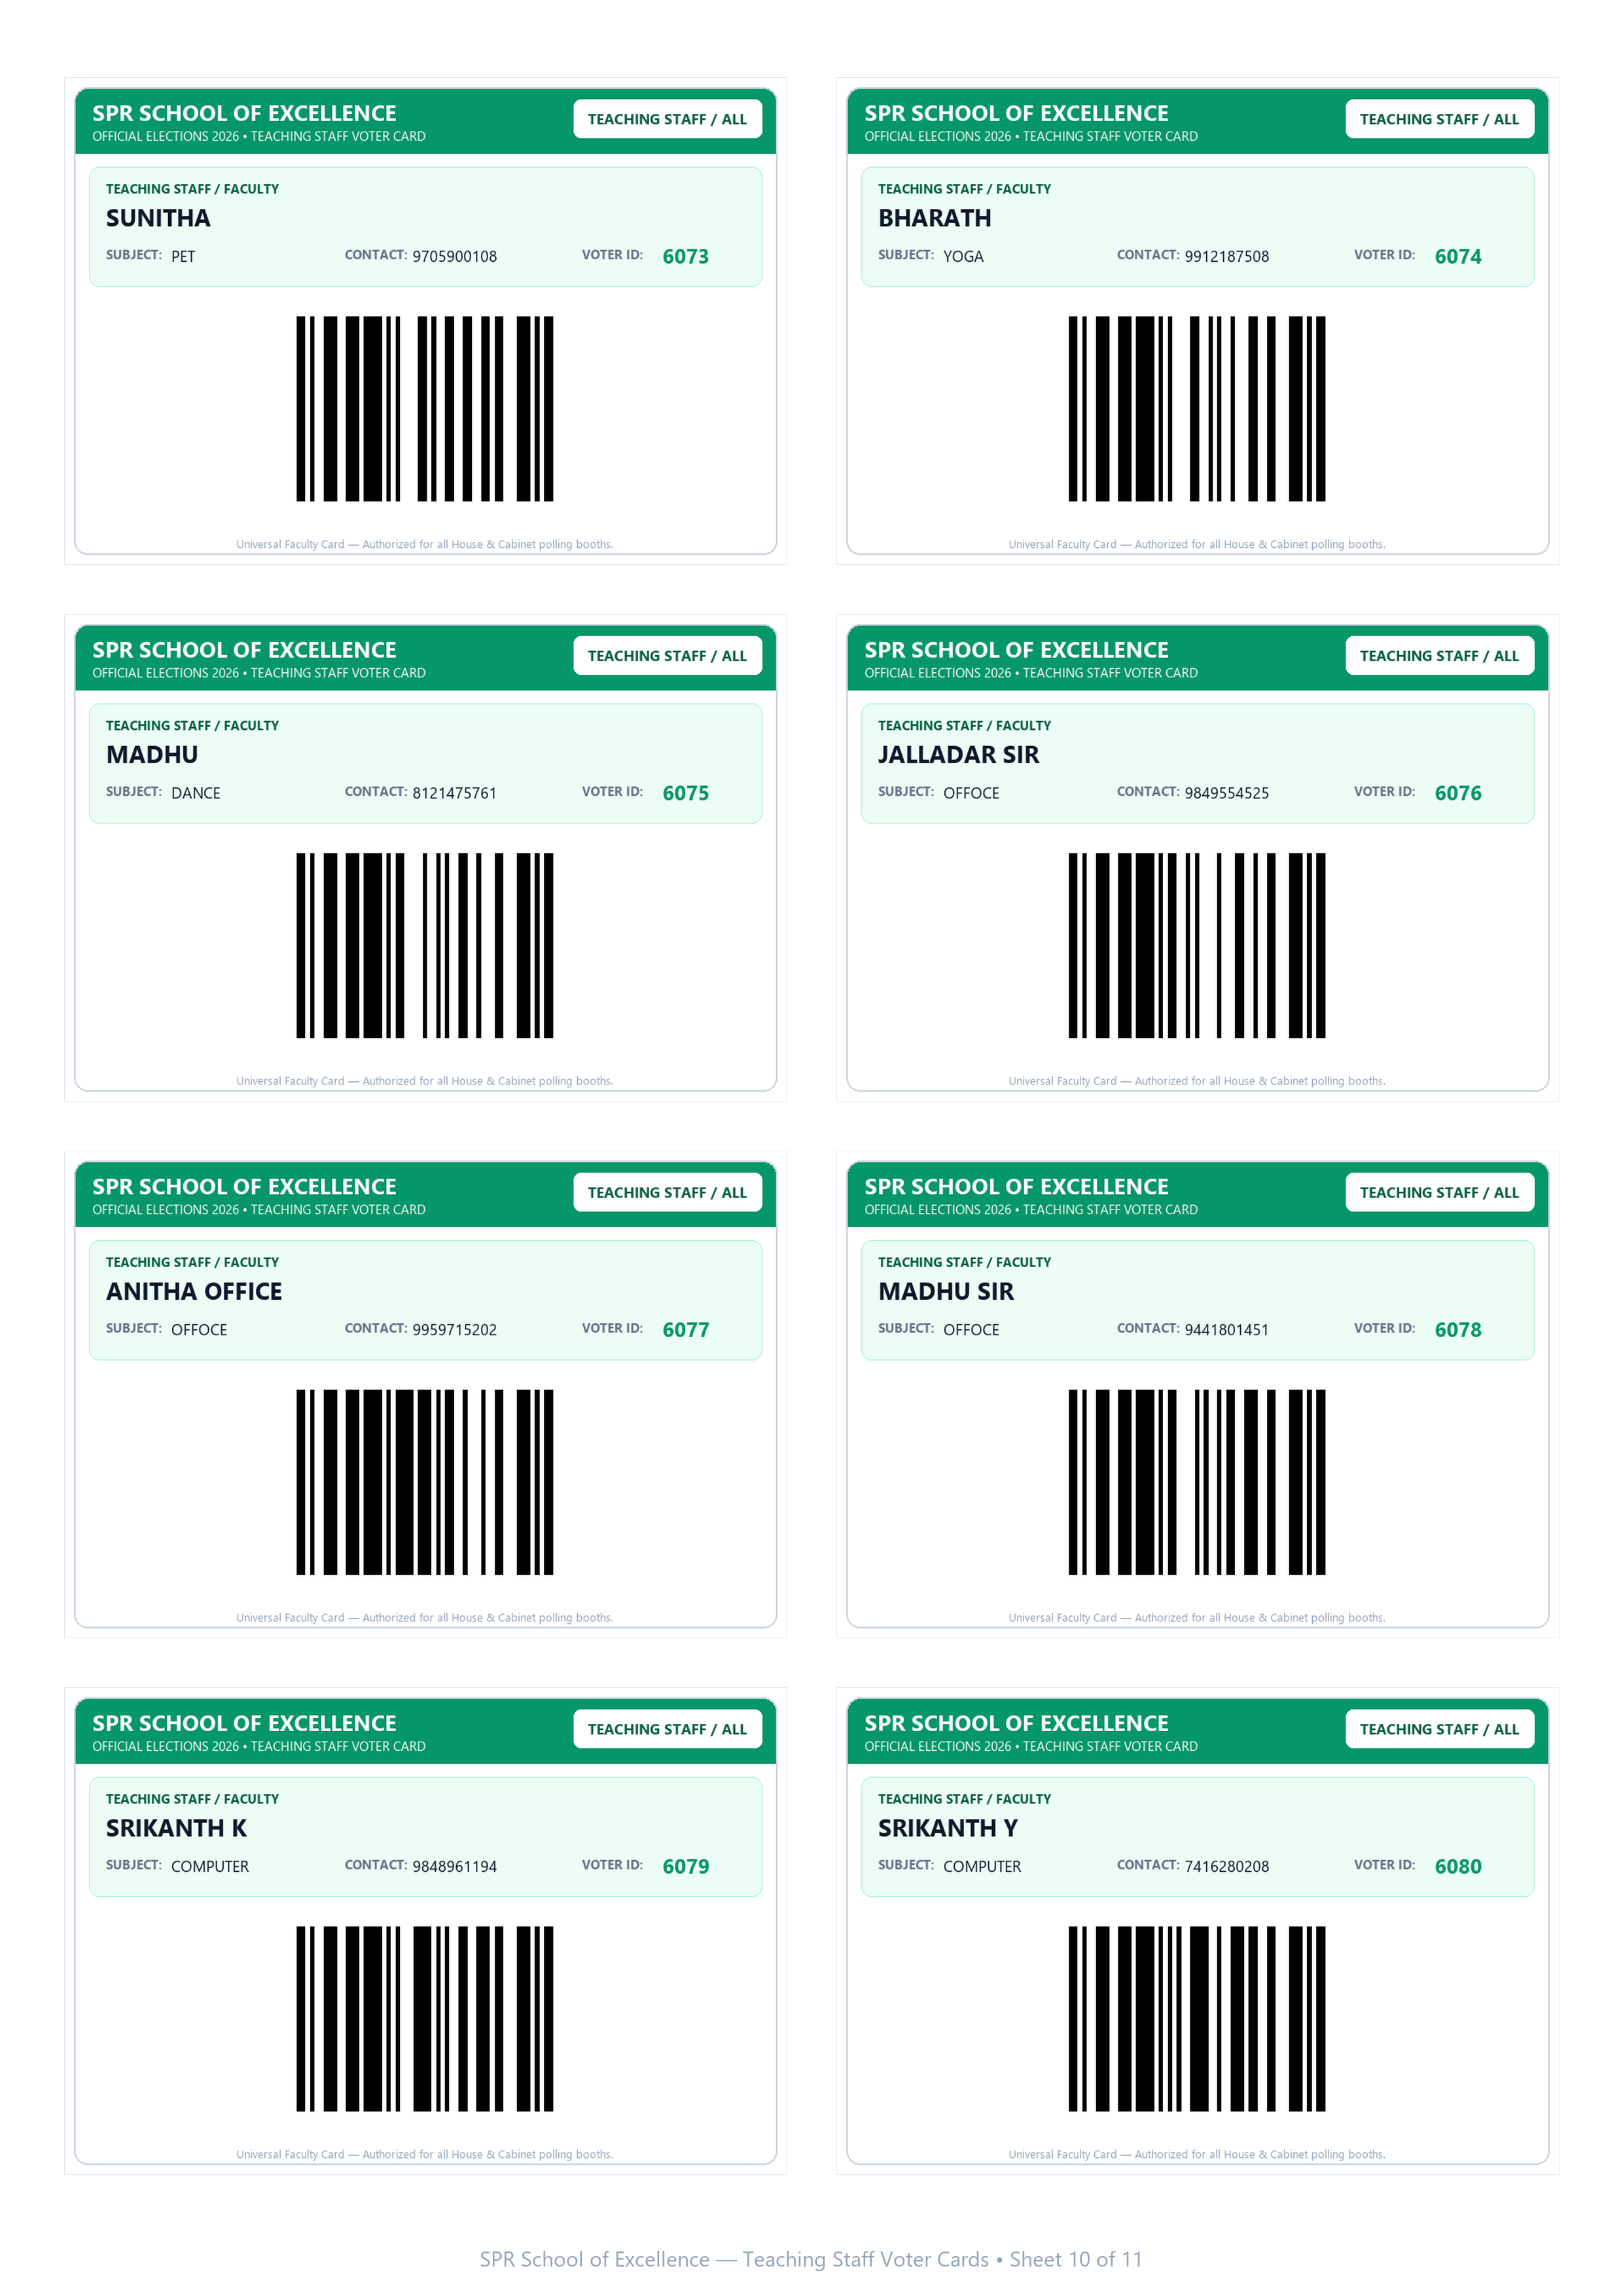 SPR SCHOOL OF EXCELLENCE
OFFICIAL ELECTIONS 2026 • TEACHING STAFF VOTER CARD
TEACHING STAFF / ALL
TEACHING STAFF / FACULTY
SUNITHA
SUBJECT: PET CONTACT: 9705900108 VOTER ID: 6073
Universal Faculty Card — Authorized for all House & Cabinet polling booths.
SPR SCHOOL OF EXCELLENCE
OFFICIAL ELECTIONS 2026 • TEACHING STAFF VOTER CARD
TEACHING STAFF / ALL
TEACHING STAFF / FACULTY
BHARATH
SUBJECT: YOGA CONTACT: 9912187508 VOTER ID: 6074
Universal Faculty Card — Authorized for all House & Cabinet polling booths.
SPR SCHOOL OF EXCELLENCE
OFFICIAL ELECTIONS 2026 • TEACHING STAFF VOTER CARD
TEACHING STAFF / ALL
TEACHING STAFF / FACULTY
MADHU
SUBJECT: DANCE CONTACT: 8121475761 VOTER ID: 6075
Universal Faculty Card — Authorized for all House & Cabinet polling booths.
SPR SCHOOL OF EXCELLENCE
OFFICIAL ELECTIONS 2026 • TEACHING STAFF VOTER CARD
TEACHING STAFF / ALL
TEACHING STAFF / FACULTY
JALLADAR SIR
SUBJECT: OFFOCE CONTACT: 9849554525 VOTER ID: 6076
Universal Faculty Card — Authorized for all House & Cabinet polling booths.
SPR SCHOOL OF EXCELLENCE
OFFICIAL ELECTIONS 2026 • TEACHING STAFF VOTER CARD
TEACHING STAFF / ALL
TEACHING STAFF / FACULTY
ANITHA OFFICE
SUBJECT: OFFOCE CONTACT: 9959715202 VOTER ID: 6077
Universal Faculty Card — Authorized for all House & Cabinet polling booths.
SPR SCHOOL OF EXCELLENCE
OFFICIAL ELECTIONS 2026 • TEACHING STAFF VOTER CARD
TEACHING STAFF / ALL
TEACHING STAFF / FACULTY
MADHU SIR
SUBJECT: OFFOCE CONTACT: 9441801451 VOTER ID: 6078
Universal Faculty Card — Authorized for all House & Cabinet polling booths.
SPR SCHOOL OF EXCELLENCE
OFFICIAL ELECTIONS 2026 • TEACHING STAFF VOTER CARD
TEACHING STAFF / ALL
TEACHING STAFF / FACULTY
SRIKANTH K
SUBJECT: COMPUTER CONTACT: 9848961194 VOTER ID: 6079
Universal Faculty Card — Authorized for all House & Cabinet polling booths.
SPR SCHOOL OF EXCELLENCE
OFFICIAL ELECTIONS 2026 • TEACHING STAFF VOTER CARD
TEACHING STAFF / ALL
TEACHING STAFF / FACULTY
SRIKANTH Y
SUBJECT: COMPUTER CONTACT: 7416280208 VOTER ID: 6080
Universal Faculty Card — Authorized for all House & Cabinet polling booths.
SPR School of Excellence — Teaching Staff Voter Cards • Sheet 10 of 11